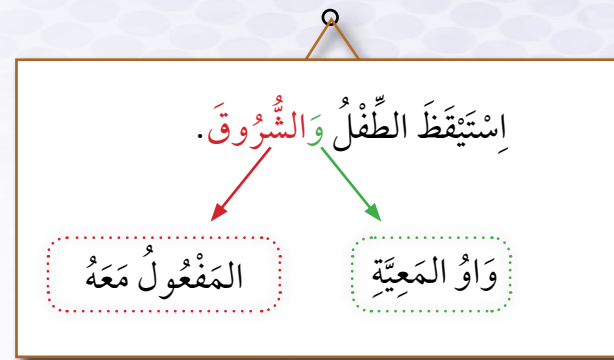 اِسْتَيْقَظَ الطِّفْلُ وَالشُّرُوقَ.
وَاوُ المَعِيَّةِ
المَفْعُولُ مَعَهُ